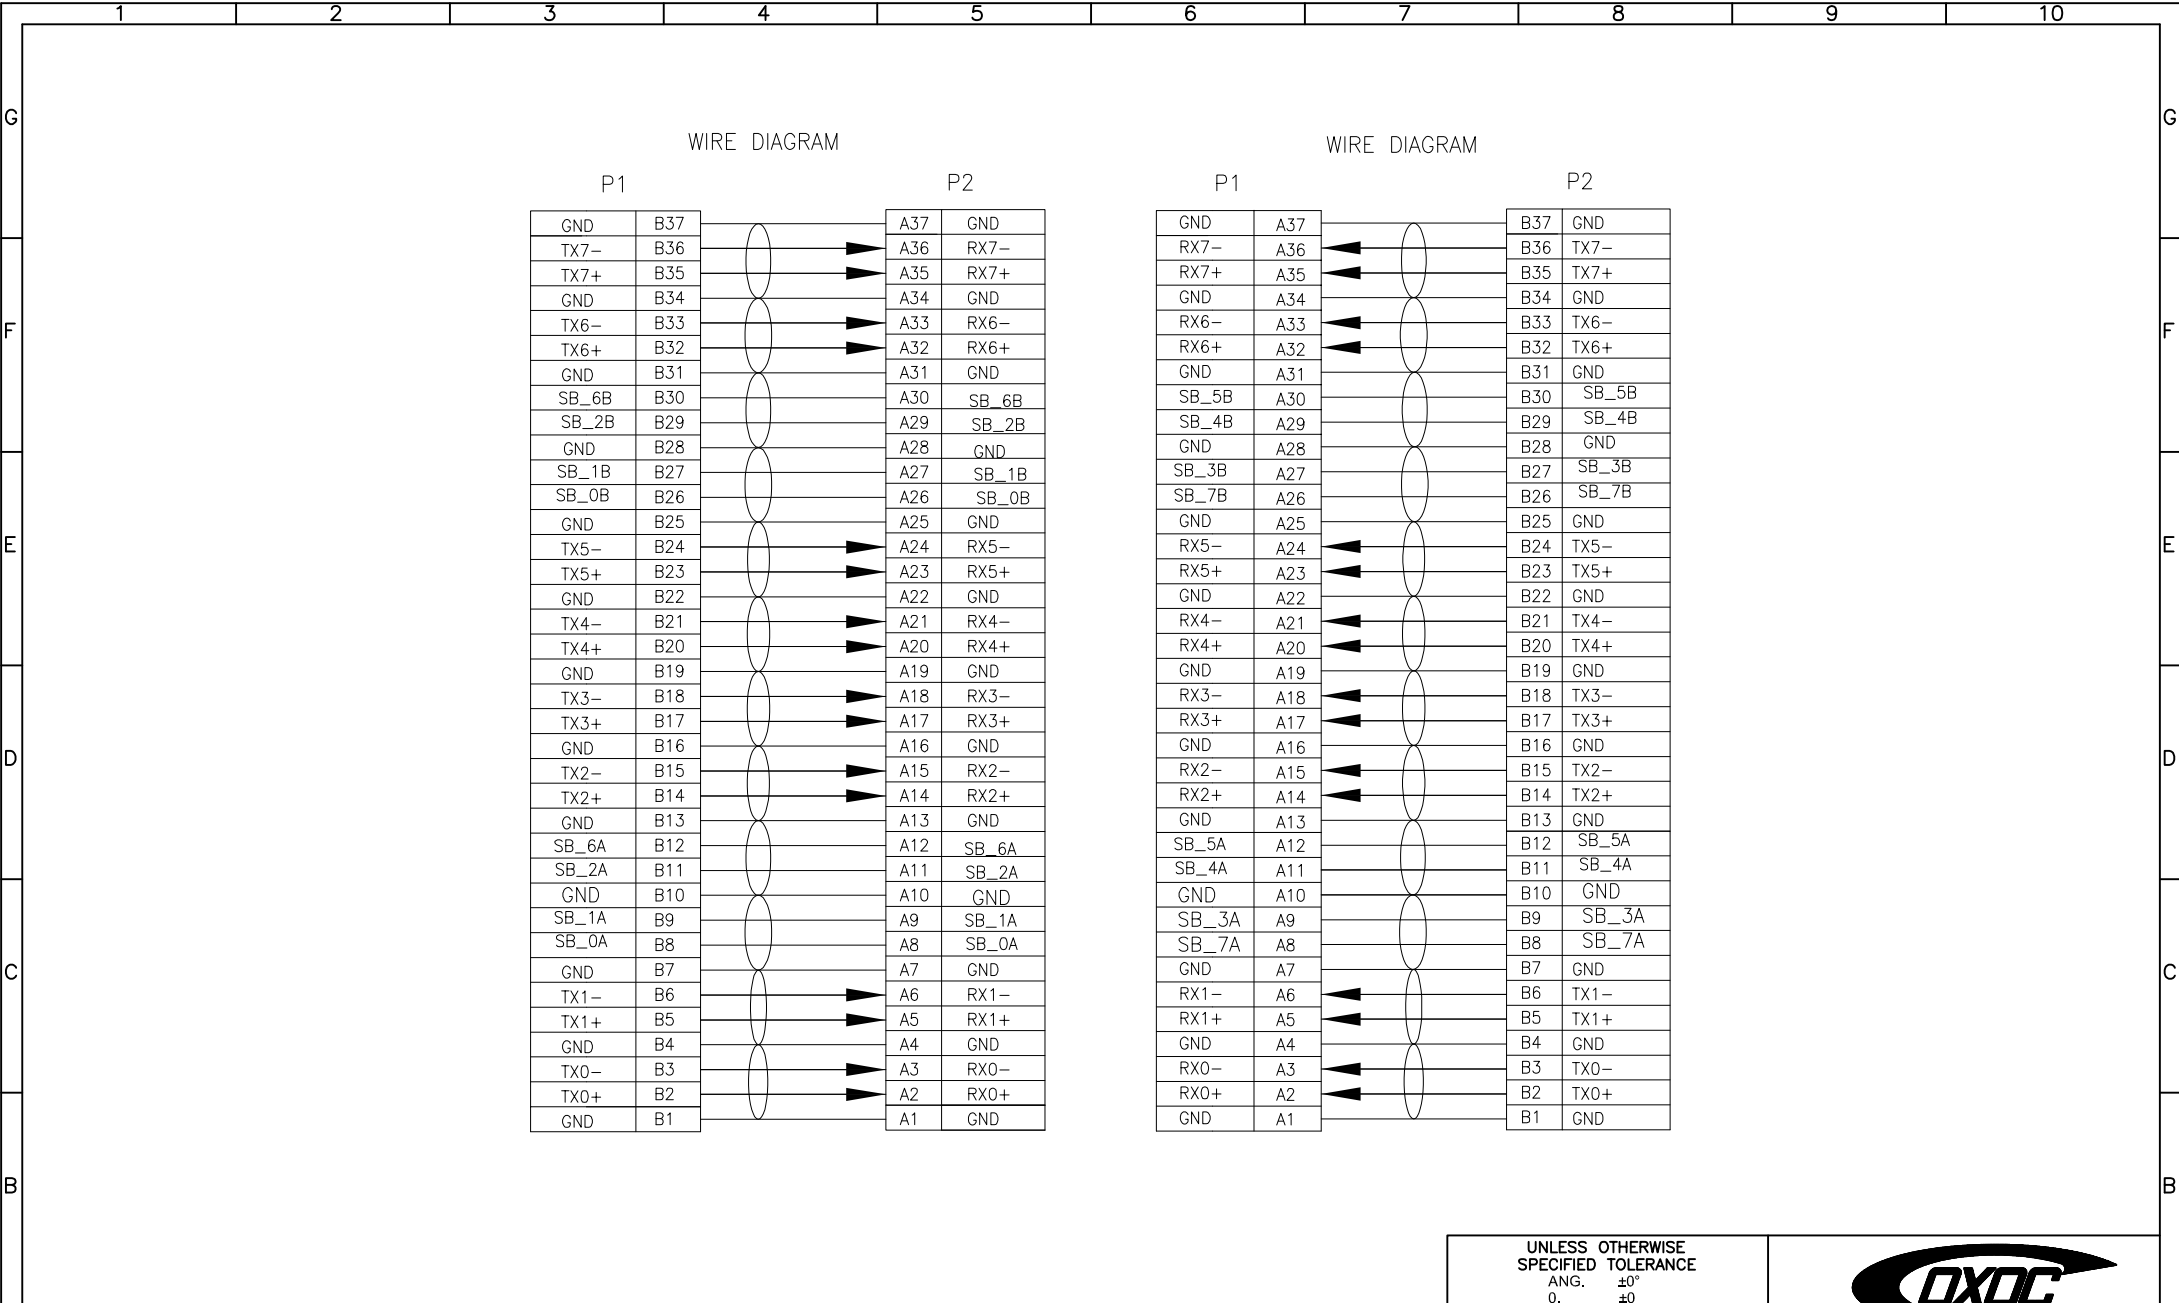 1 2 3 4 5 6 7 8 9 10
G G
WIRE DIAGRAM WIRE DIAGRAM
P1 P2 P1 P2
GND B37 A37 GND GND A37 B37 GND
TX7- B36 A36 RX7- RX7- A36 B36 TX7-
TX7+ B35 A35 RX7+ RX7+ A35 B35 TX7+
GND B34 A34 GND GND A34 B34 GND
F TX6- B33 A33 RX6- RX6- A33 B33 TX6- F
TX6+ B32 A32 RX6+ RX6+ A32 B32 TX6+
GND B31 A31 GND GND A31 B31 GND
SB_6B B30 A30 SB_6B SB_5B A30 B30 SB_5B
SB_2B B29 A29 SB_2B SB_4B A29 B29 SB_4B
GND B28 A28 GND GND A28 B28 GND
SB_1B B27 A27 SB_1B SB_3B A27 B27 SB_3B
SB_0B B26 A26 SB_0B SB_7B A26 B26 SB_7B
GND B25 A25 GND GND A25 B25 GND
E TX5- B24 A24 RX5- RX5- A24 B24 TX5- E
TX5+ B23 A23 RX5+ RX5+ A23 B23 TX5+
GND B22 A22 GND GND A22 B22 GND
TX4- B21 A21 RX4- RX4- A21 B21 TX4-
TX4+ B20 A20 RX4+ RX4+ A20 B20 TX4+
GND B19 A19 GND GND A19 B19 GND
TX3- B18 A18 RX3- RX3- A18 B18 TX3-
TX3+ B17 A17 RX3+ RX3+ A17 B17 TX3+
D GND B16 A16 GND GND A16 B16 GND D
TX2- B15 A15 RX2- RX2- A15 B15 TX2-
TX2+ B14 A14 RX2+ RX2+ A14 B14 TX2+
GND B13 A13 GND GND A13 B13 GND
SB_6A B12 A12 SB_6A SB_5A A12 B12 SB_5A
SB_2A B11 A11 SB_2A SB_4A A11 B11 SB_4A
GND B10 A10 GND GND A10 B10 GND
SB_1A B9 A9 SB_1A SB_3A A9 B9 SB_3A
SB_0A B8 A8 SB_0A SB_7A A8 B8 SB_7A
C GND B7 A7 GND GND A7 B7 GND C
TX1- B6 A6 RX1- RX1- A6 B6 TX1-
TX1+ B5 A5 RX1+ RX1+ A5 B5 TX1+
GND B4 A4 GND GND A4 B4 GND
TX0- B3 A3 RX0- RX0- A3 B3 TX0-
TX0+ B2 A2 RX0+ RX0+ A2 B2 TX0+
GND B1 A1 GND GND A1 B1 GND
B B
UNLESS OTHERWISE
SPECIFIED TOLERANCE
ANG. ±0°
0. ±0